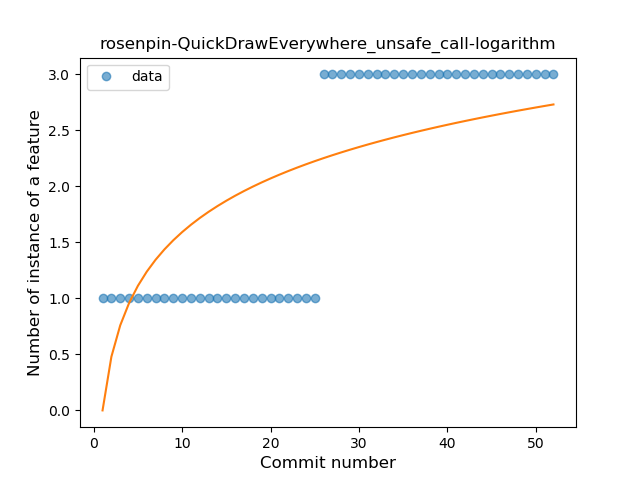 rosenpin-QuickDrawEverywhere_unsafe_call-logarithm
data
Number of instance of a feature
3.0
2.5
2.0
1.5
1.0
0.5
0.0
0 10 20 30 40 50
Commit number